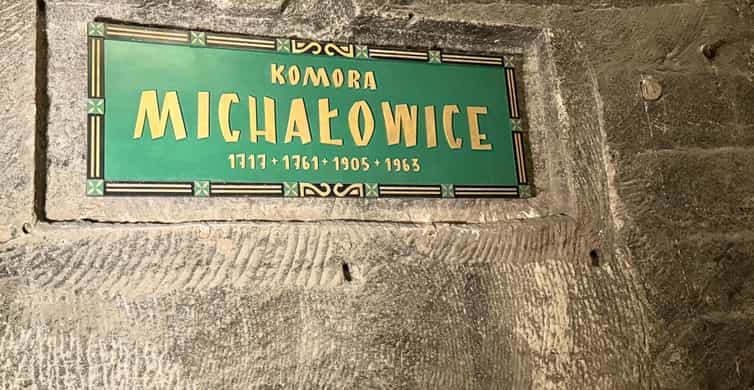 KOMORA
MICHAŁOWICE
1717 + 1761 + 1905 + 1963